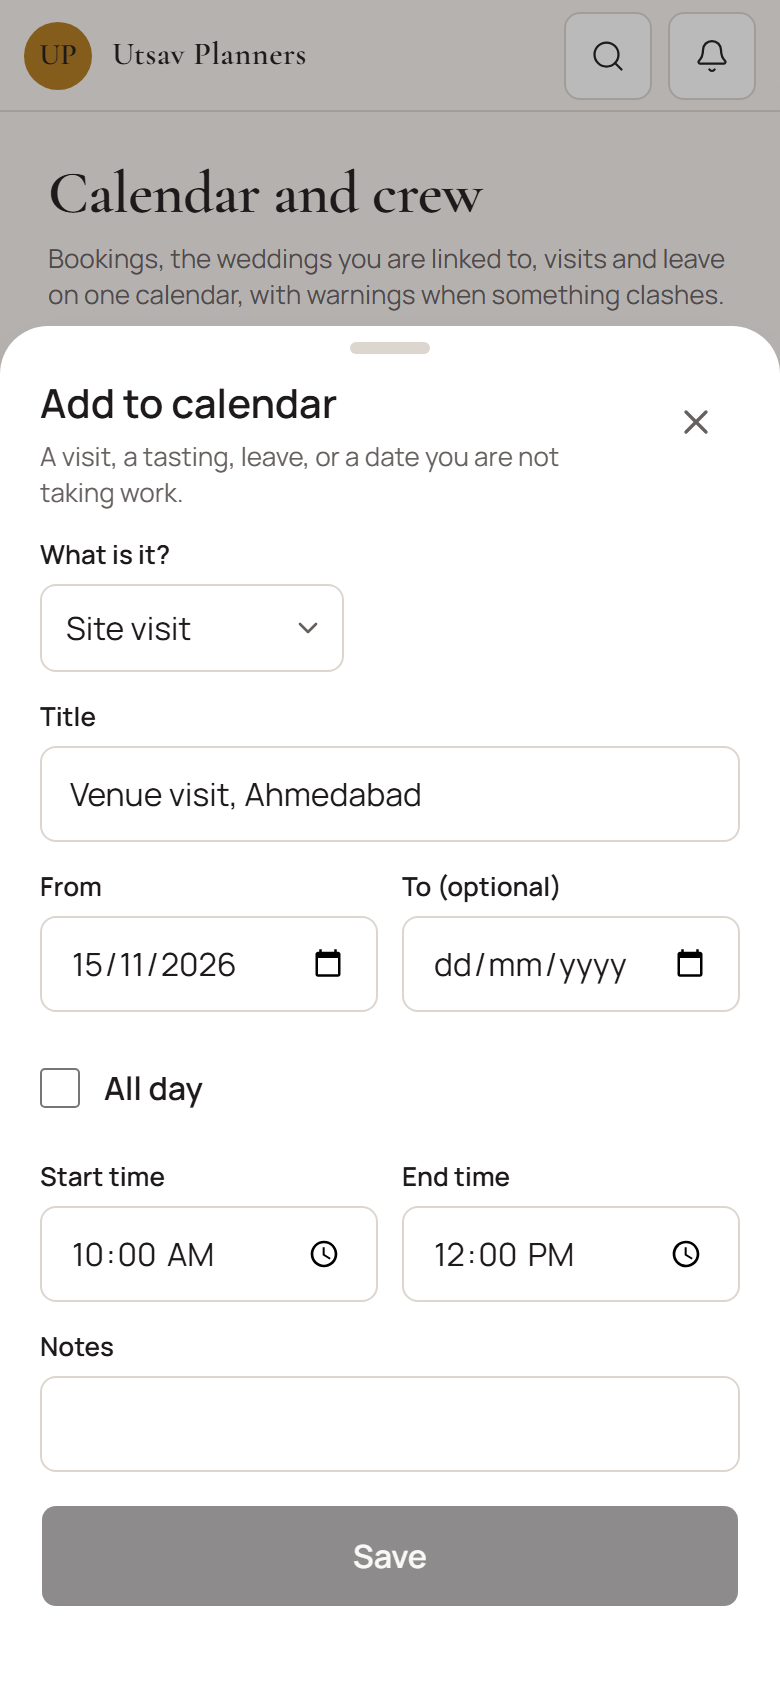 UP
Utsav Planners
Calendar and crew
Bookings, the weddings you are linked to, visits and leave
on one calendar, with warnings when something clashes.
Add to calendar
A visit, a tasting, leave, or a date you are not
taking work.
What is it?
Site visit
Title
Venue visit, Ahmedabad
From
To (optional)
15/11/2026
dd/mm/yyyy
All day
Start time
End time
10:00 AM
12:00 PM
Notes
Save